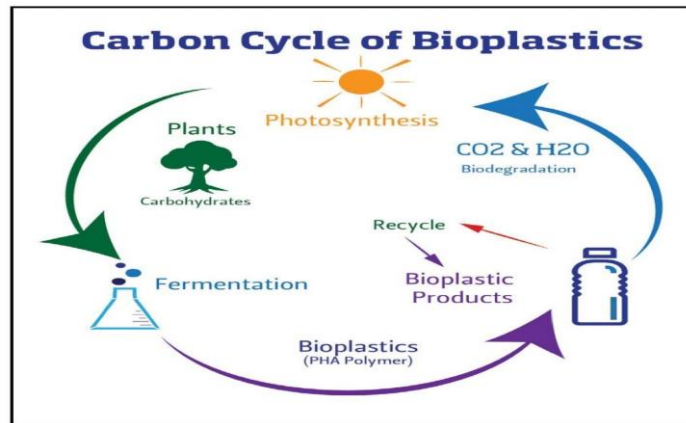 Carbon Cycle of Bioplastics
Photosynthesis
Plants
Carbohydrates
CO2 & H2O
Biodegradation
Recycle
Bioplastic
Products
Fermentation
Bioplastics
(PHA Polymer)